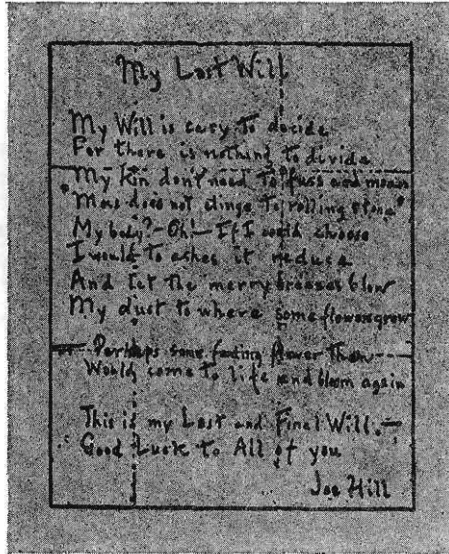 My Last Will
My Will is easy to decide
For there is nothing to divide
My kin don't need to fuss and moan
"Moss does not cling to rolling stone"
My body? - Oh! - If I could choose
I would to ashes it reduce
And let the merry breezes blow
My dust to where some flowers grow
Perhaps some fading flower then
Would come to life and bloom again
This is my Last and Final Will. -
Good Luck to All of you
Joe Hill